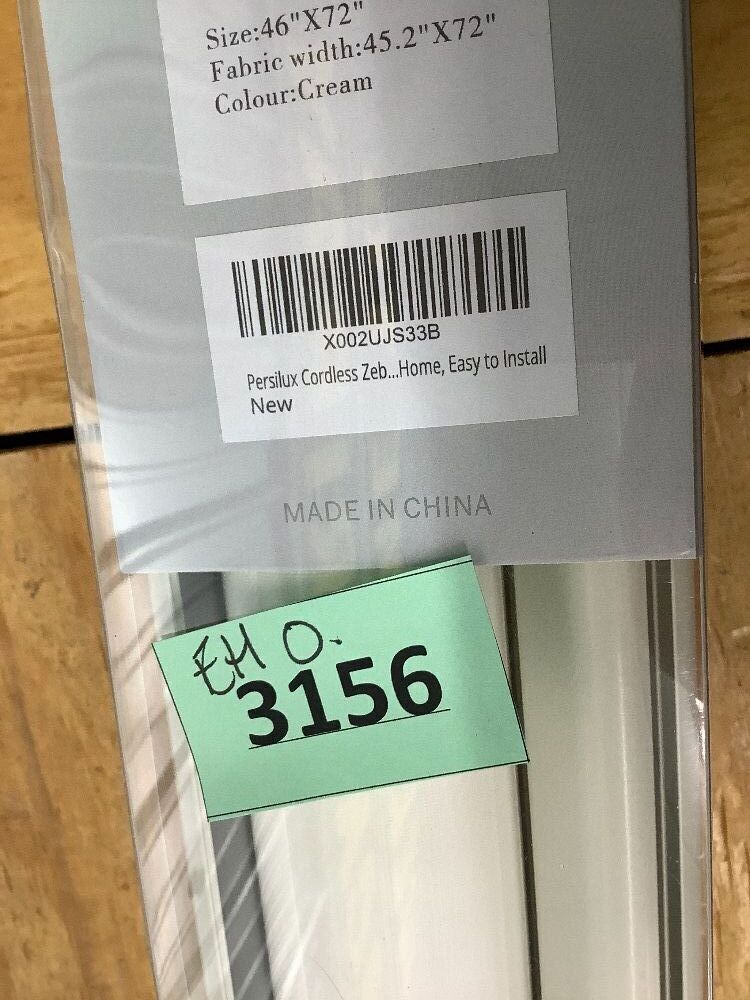 Size:46"X72"
Fabric width:45.2"X72"
Colour:Cream
X002UJS33B
Persilux Cordless Zeb...Home, Easy to Install
New
MADE IN CHINA
EH O.
3156